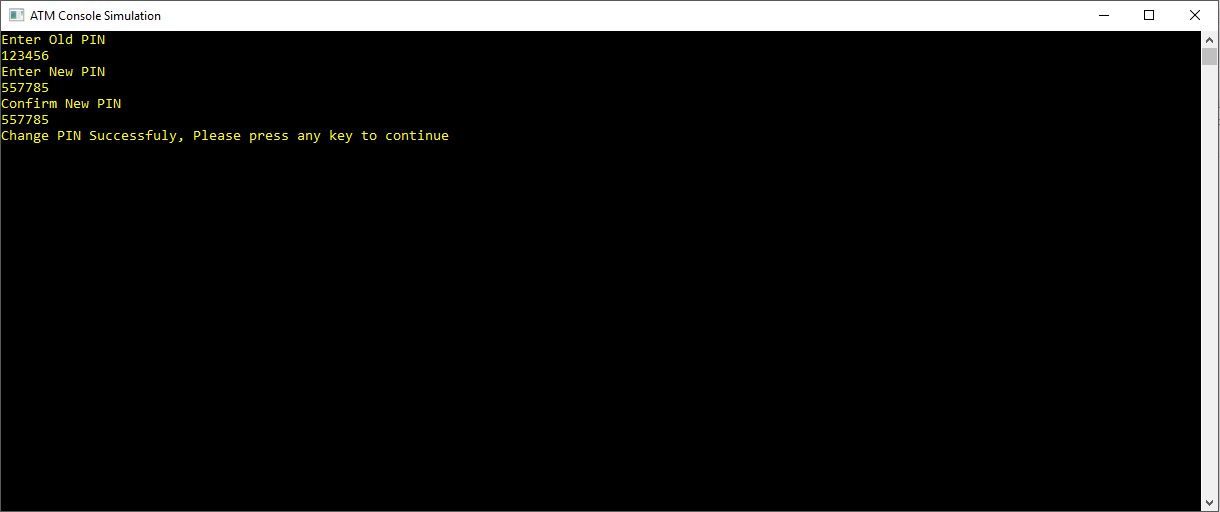 ATM Console Simulation
Enter Old PIN
123456
Enter New PIN
557785
Confirm New PIN
557785
Change PIN Successfuly, Please press any key to continue